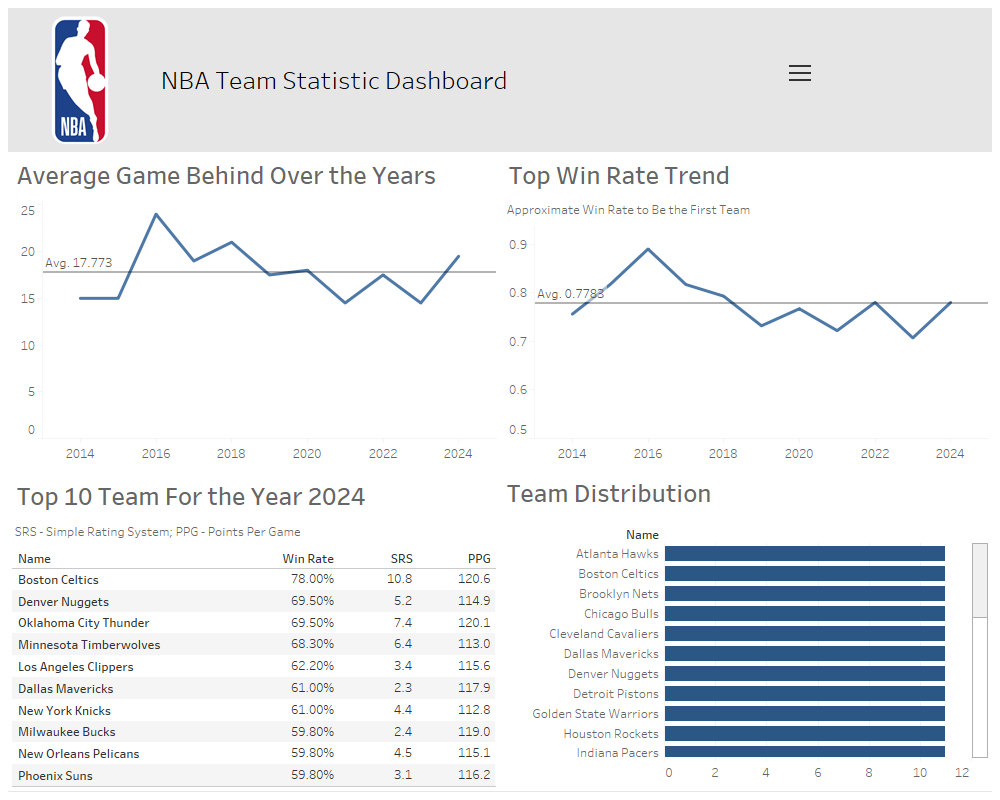 NBA
NBA Team Statistic Dashboard
Average Game Behind Over the Years
25
20
Avg. 17.773
15
10
5
0
2014 2016 2018 2020 2022 2024
Top Win Rate Trend
Approximate Win Rate to Be the First Team
0.9
0.8
Avg. 0.7783
0.7
0.6
0.5
2014 2016 2018 2020 2022 2024
Top 10 Team For the Year 2024
SRS - Simple Rating System; PPG - Points Per Game
Name Win Rate SRS PPG
Boston Celtics 78.00% 10.8 120.6
Denver Nuggets 69.50% 5.2 114.9
Oklahoma City Thunder 69.50% 7.4 120.1
Minnesota Timberwolves 68.30% 6.4 113.0
Los Angeles Clippers 62.20% 3.4 115.6
Dallas Mavericks 61.00% 2.3 117.9
New York Knicks 61.00% 4.4 112.8
Milwaukee Bucks 59.80% 2.4 119.0
New Orleans Pelicans 59.80% 4.5 115.1
Phoenix Suns 59.80% 3.1 116.2
Team Distribution
Name
Atlanta Hawks
Boston Celtics
Brooklyn Nets
Chicago Bulls
Cleveland Cavaliers
Dallas Mavericks
Denver Nuggets
Detroit Pistons
Golden State Warriors
Houston Rockets
Indiana Pacers
0 2 4 6 8 10 12